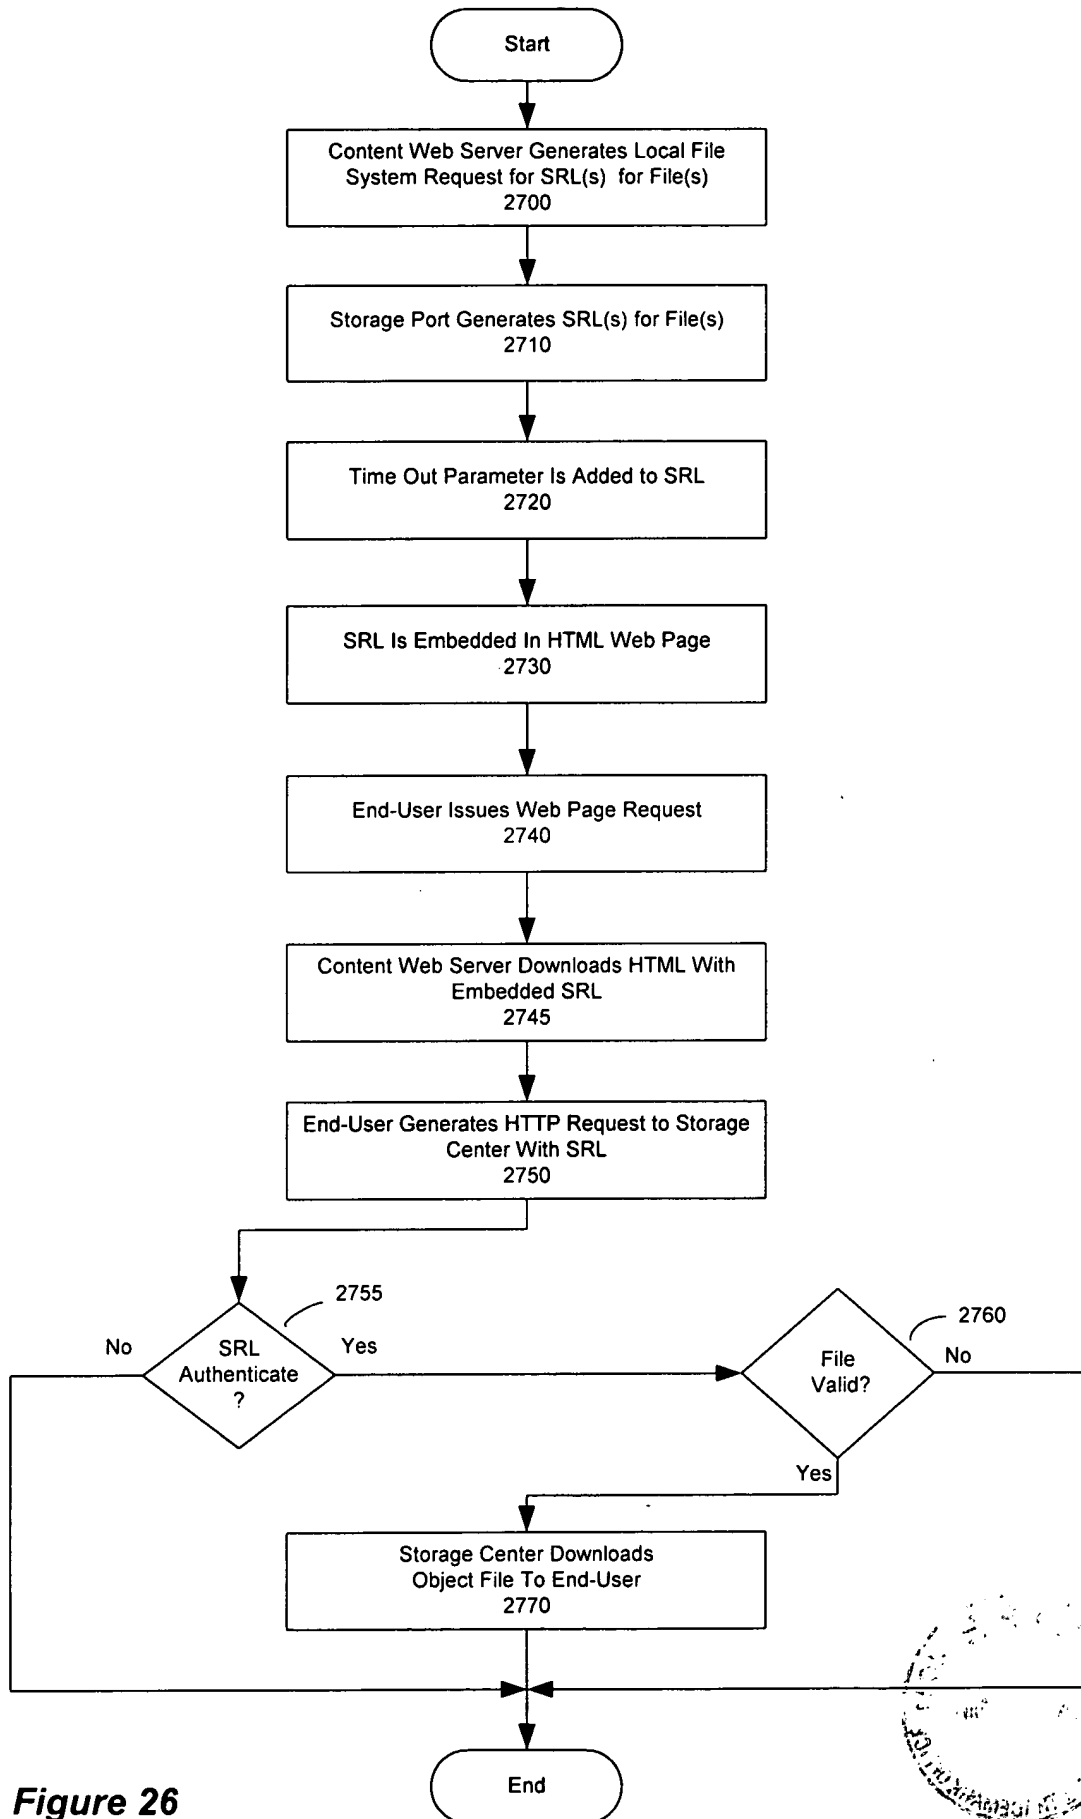 Start
Content Web Server Generates Local File
System Request for SRL(s) for File(s)
2700
Storage Port Generates SRL(s) for File(s)
2710
Time Out Parameter Is Added to SRL
2720
SRL Is Embedded In HTML Web Page
2730
End-User Issues Web Page Request
2740
Content Web Server Downloads HTML With
Embedded SRL
2745
End-User Generates HTTP Request to Storage
Center With SRL
2750
2755
No
SRL
Authenticate
?
Yes
2760
File
Valid?
No
Yes
Storage Center Downloads
Object File To End-User
2770
End
Figure 26